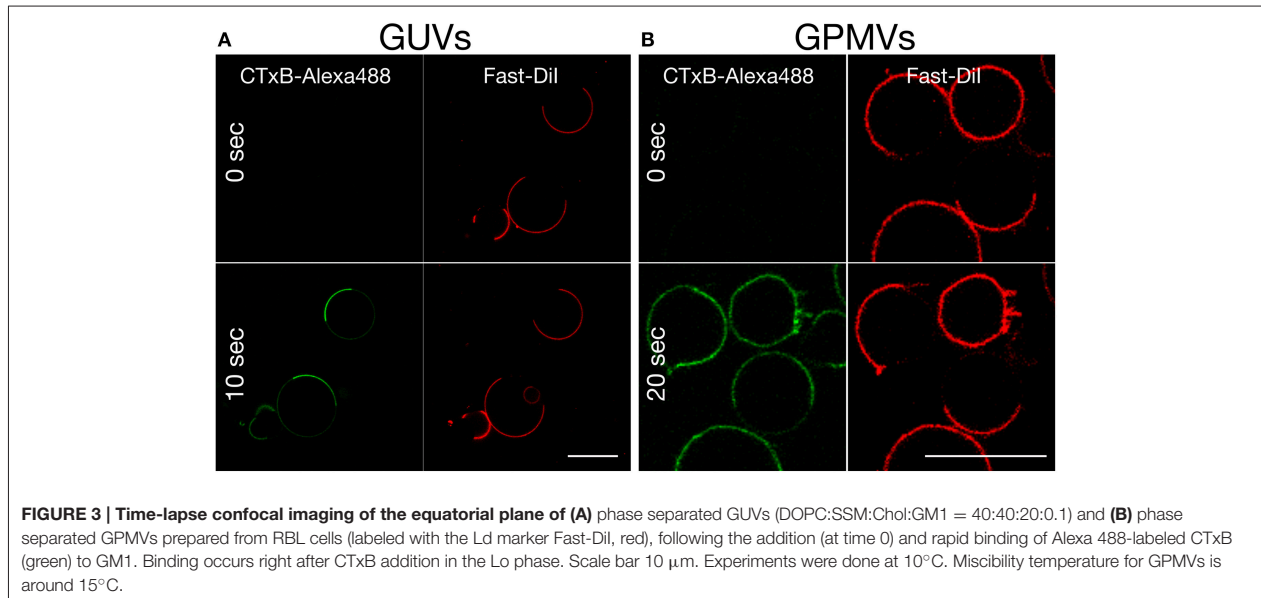 A GUVs
B GPMVs
CTxB-Alexa488 Fast-DiI
CTxB-Alexa488 Fast-DiI
0 sec
0 sec
10 sec
20 sec
FIGURE 3 | Time-lapse confocal imaging of the equatorial plane of (A) phase separated GUVs (DOPC:SSM:Chol:GM1 = 40:40:20:0.1) and (B) phase
separated GPMVs prepared from RBL cells (labeled with the Ld marker Fast-DiI, red), following the addition (at time 0) and rapid binding of Alexa 488-labeled CTxB
(green) to GM1. Binding occurs right after CTxB addition in the Lo phase. Scale bar 10 μm. Experiments were done at 10°C. Miscibility temperature for GPMVs is
around 15°C.